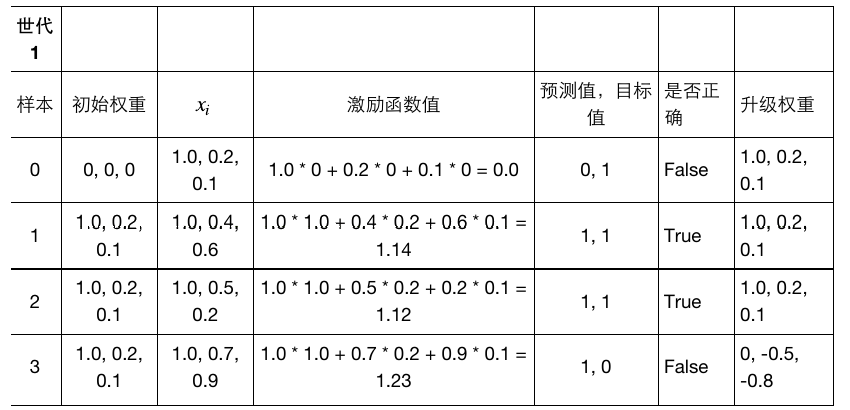 世代
1
样本 初始权重 xi 激励函数值 预测值，目标值 是否正确 升级权重
0 0, 0, 0 1.0, 0.2, 0.1 1.0 * 0 + 0.2 * 0 + 0.1 * 0 = 0.0 0, 1 False 1.0, 0.2, 0.1
1 1.0, 0.2, 0.1 1.0, 0.4, 0.6 1.0 * 1.0 + 0.4 * 0.2 + 0.6 * 0.1 = 1.14 1, 1 True 1.0, 0.2, 0.1
2 1.0, 0.2, 0.1 1.0, 0.5, 0.2 1.0 * 1.0 + 0.5 * 0.2 + 0.2 * 0.1 = 1.12 1, 1 True 1.0, 0.2, 0.1
3 1.0, 0.2, 0.1 1.0, 0.7, 0.9 1.0 * 1.0 + 0.7 * 0.2 + 0.9 * 0.1 = 1.23 1, 0 False 0, -0.5, -0.8